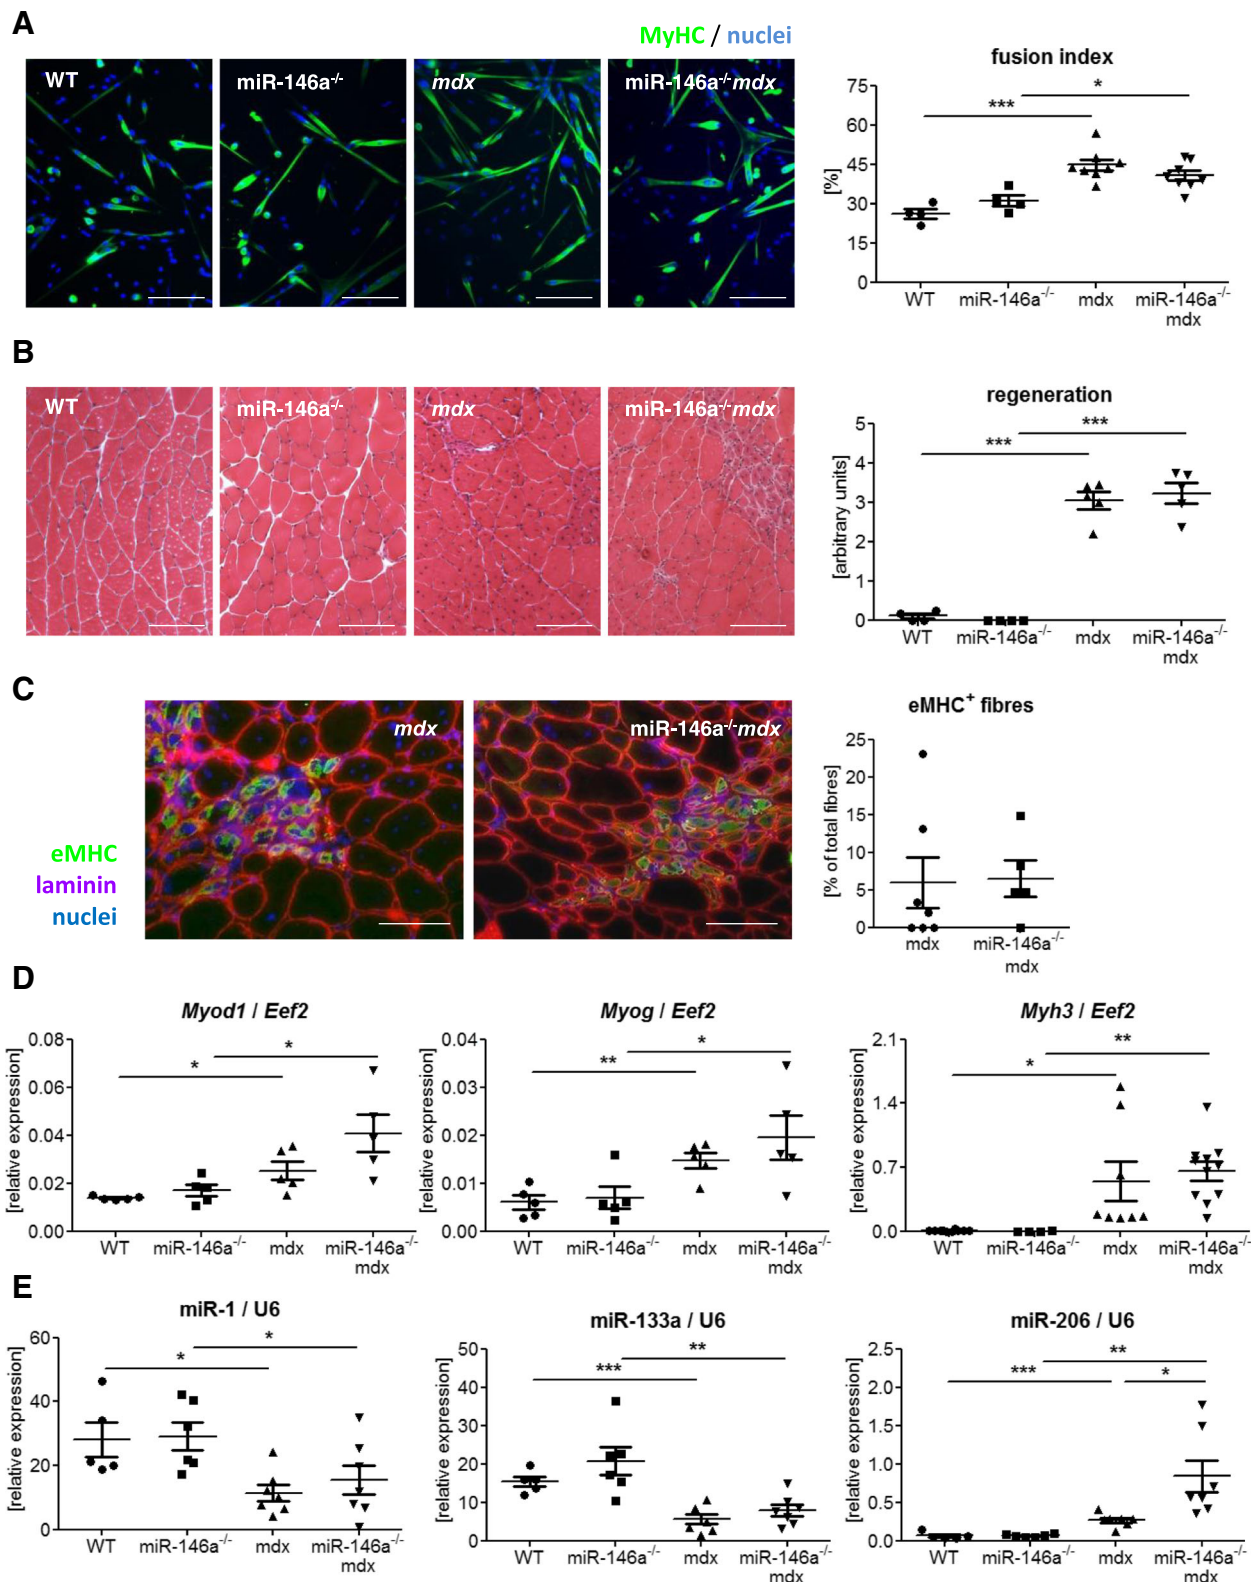 A
MyHC / nuclei
WT
miR-146a-/-
mdx
miR-146a-/-mdx
fusion index
75
60
45
30
15
0
[%]
***
*
WT
miR-146a-/-
mdx
miR-146a-/-
mdx
B
WT
miR-146a-/-
mdx
miR-146a-/-mdx
regeneration
5
4
3
2
1
0
[arbitrary units]
***
***
WT
miR-146a-/-
mdx
miR-146a-/-
mdx
C
mdx
miR-146a-/-mdx
eMHC
laminin
nuclei
eMHC+ fibres
25
20
15
10
5
0
[% of total fibres]
mdx
miR-146a-/-
mdx
D
Myod1 / Eef2
0.08
0.06
0.04
0.02
0.00
[relative expression]
*
*
WT
miR-146a-/-
mdx
miR-146a-/-
mdx
Myog / Eef2
0.04
0.03
0.02
0.01
0.00
[relative expression]
**
*
WT
miR-146a-/-
mdx
miR-146a-/-
mdx
Myh3 / Eef2
2.1
1.4
0.7
0.0
[relative expression]
*
**
WT
miR-146a-/-
mdx
miR-146a-/-
mdx
E
miR-1 / U6
60
40
20
0
[relative expression]
*
*
WT
miR-146a-/-
mdx
miR-146a-/-
mdx
miR-133a / U6
50
40
30
20
10
0
[relative expression]
***
**
WT
miR-146a-/-
mdx
miR-146a-/-
mdx
miR-206 / U6
2.5
2.0
1.5
1.0
0.5
0.0
[relative expression]
***
**
*
WT
miR-146a-/-
mdx
miR-146a-/-
mdx